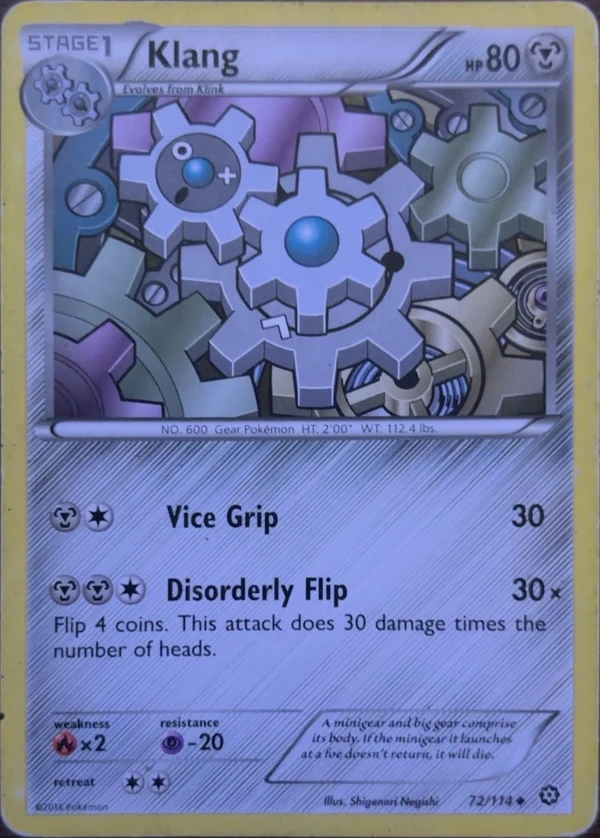 STAGE1
Klang
HP80
Evolves from Klink
NO. 600 Gear Pokémon HT: 2'00" WT: 112.4 lbs.
Vice Grip 30
Disorderly Flip 30×
Flip 4 coins. This attack does 30 damage times the
number of heads.
weakness
×2
resistance
-20
retreat
A minigear and big gear comprise
its body. If the minigear it launches
at a foe doesn't return, it will die.
©2016 Pokémon
Illus. Shigenori Negishi
72/114